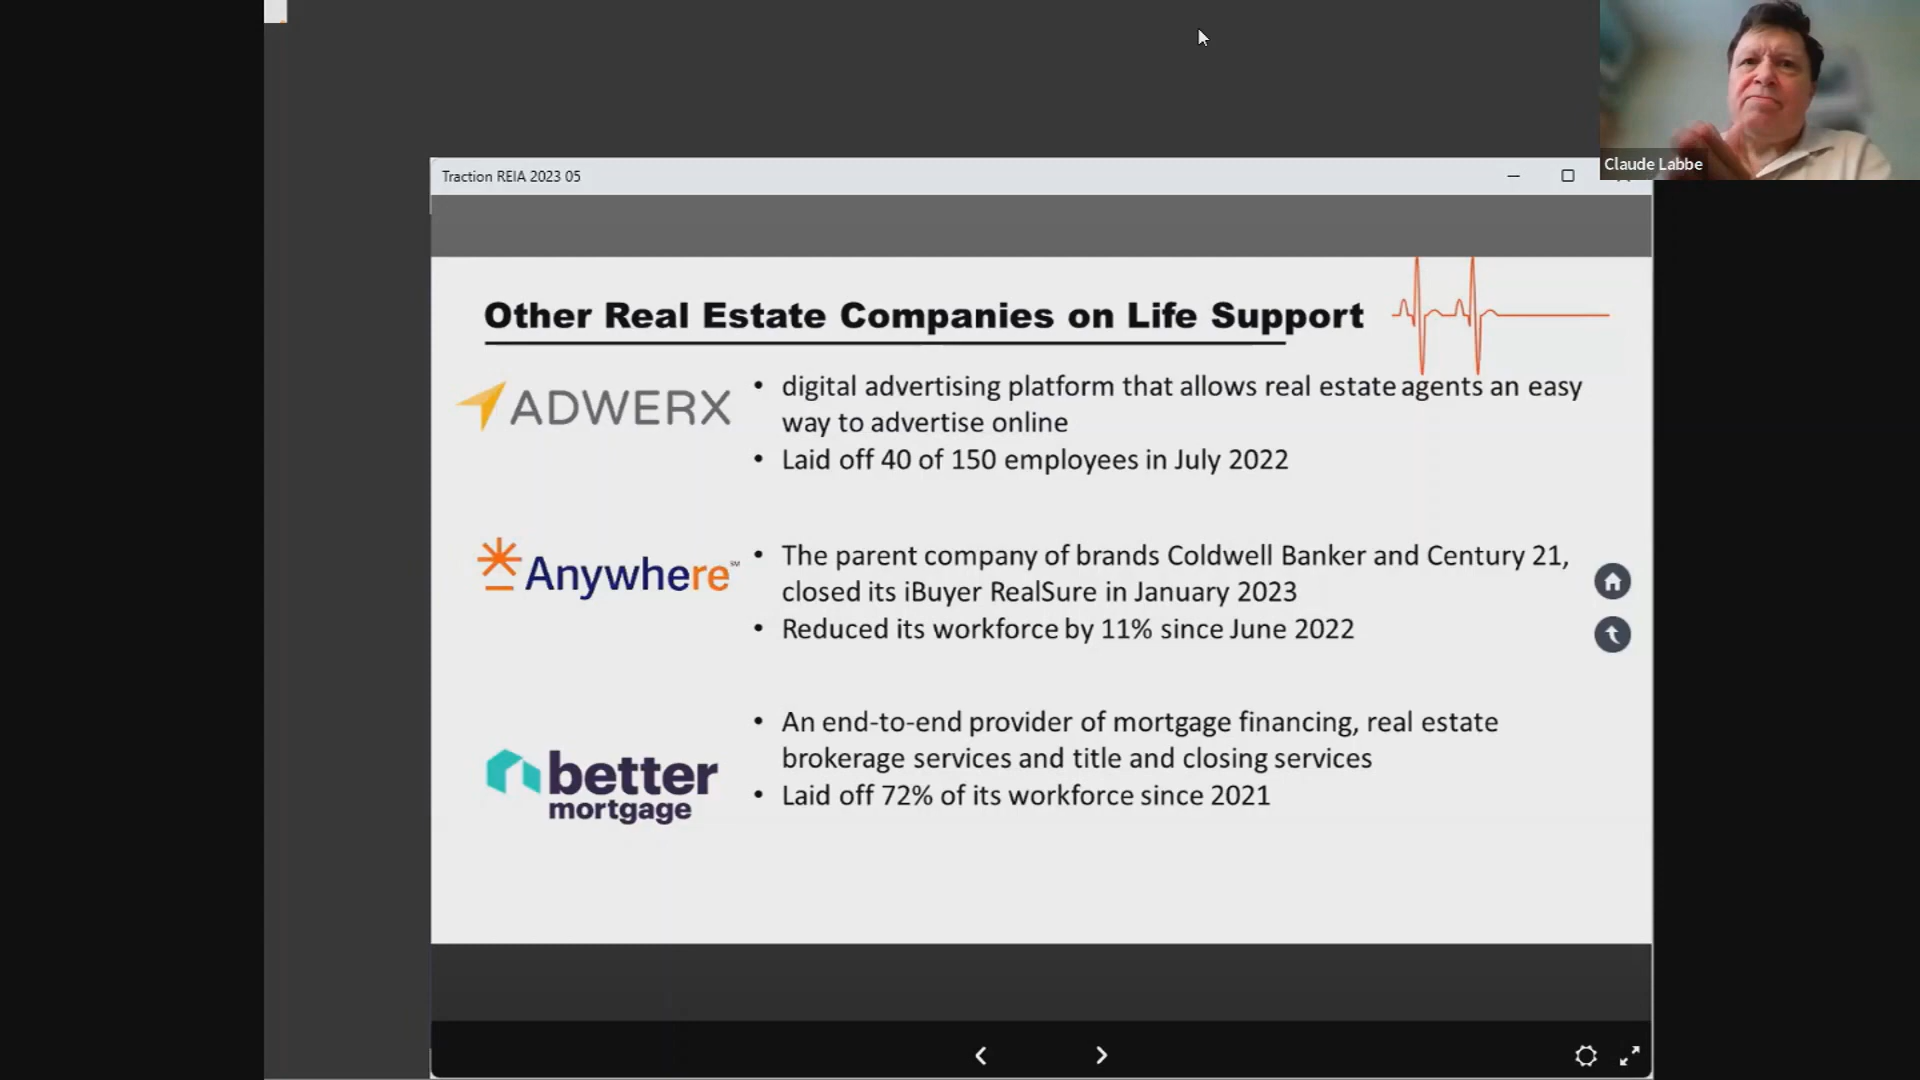 Claude Labbe
Traction REIA 2023 05
Other Real Estate Companies on Life Support
ADWERX
• digital advertising platform that allows real estate agents an easy
way to advertise online
• Laid off 40 of 150 employees in July 2022
Anywhere℠
• The parent company of brands Coldwell Banker and Century 21,
closed its iBuyer RealSure in January 2023
• Reduced its workforce by 11% since June 2022
better
mortgage
• An end-to-end provider of mortgage financing, real estate
brokerage services and title and closing services
• Laid off 72% of its workforce since 2021